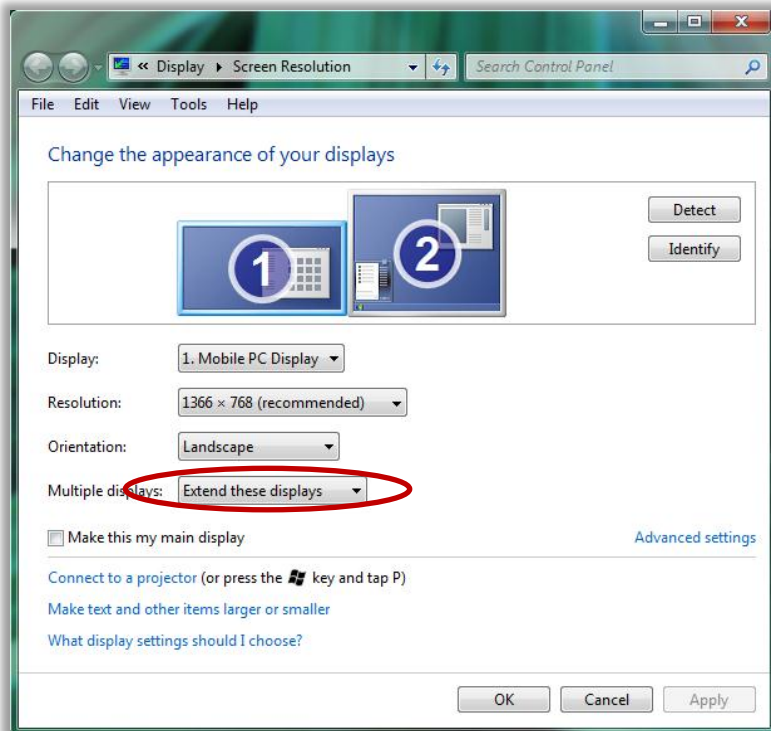 « Display ▸ Screen Resolution
Search Control Panel
File Edit View Tools Help
Change the appearance of your displays
1
2
Detect
Identify
Display: 1. Mobile PC Display
Resolution: 1366 × 768 (recommended)
Orientation: Landscape
Multiple displays: Extend these displays
Make this my main display
Advanced settings
Connect to a projector (or press the key and tap P)
Make text and other items larger or smaller
What display settings should I choose?
OK Cancel Apply